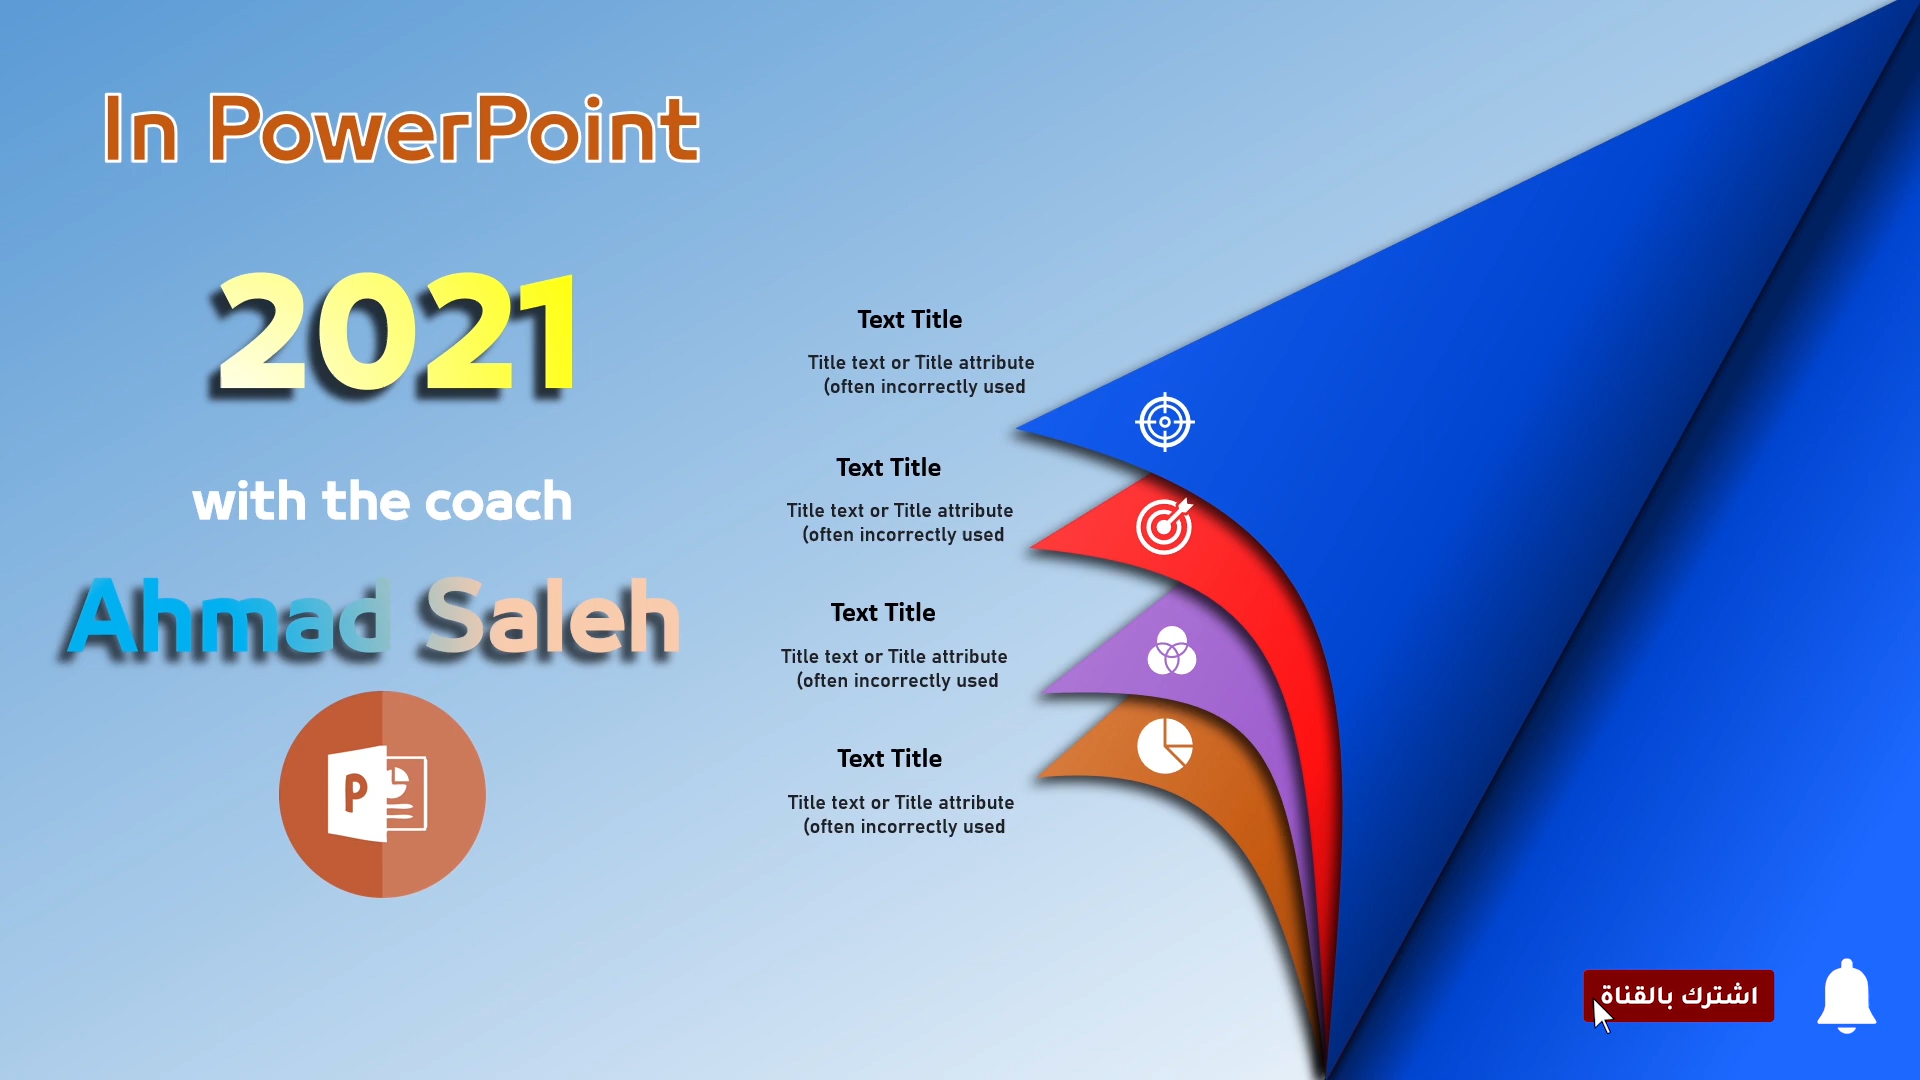 In PowerPoint
2021
with the coach
Ahmad Saleh
P
Text Title
Title text or Title attribute
(often incorrectly used
Text Title
Title text or Title attribute
(often incorrectly used
Text Title
Title text or Title attribute
(often incorrectly used
Text Title
Title text or Title attribute
(often incorrectly used
اشترك بالقناة